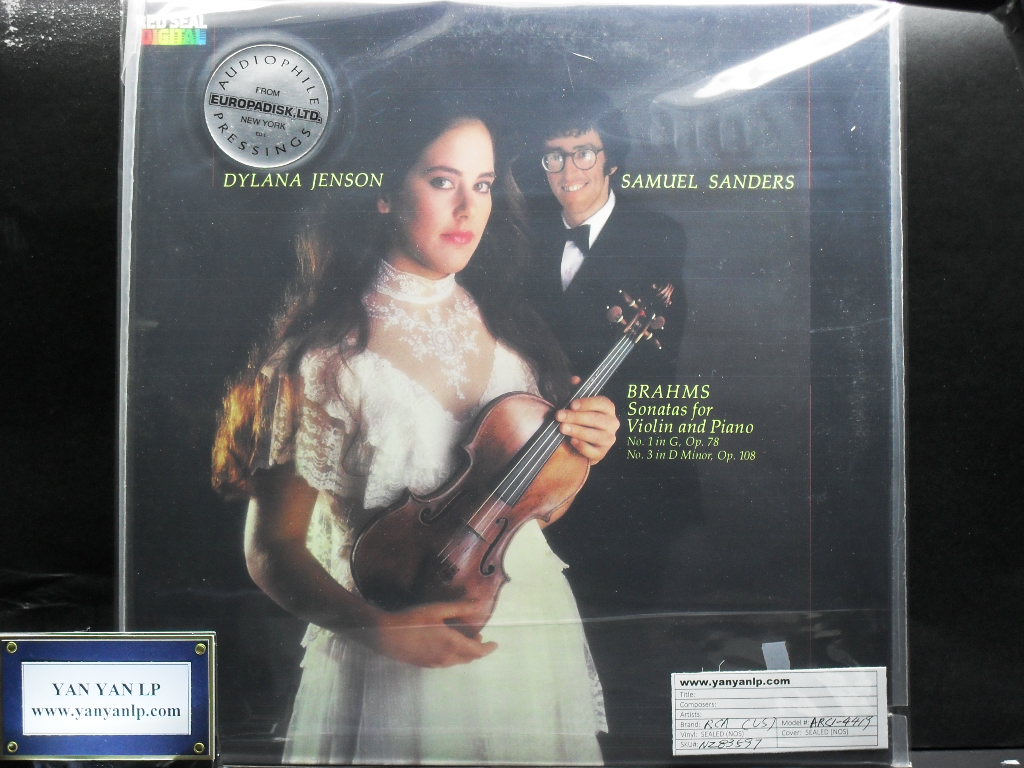 RED SEAL
DIGITAL
AUDIOPHILE
FROM
EUROPADISK, LTD.
NEW YORK
PRESSINGS
DYLANA JENSON
SAMUEL SANDERS
BRAHMS
Sonatas for
Violin and Piano
No. 1 in G, Op. 78
No. 3 in D Minor, Op. 108
YAN YAN LP
www.yanyanlp.com
www.yanyanlp.com
Title:
Composers:
Artists:
Brand: RCA (US) Model #: ARC1-4419
Vinyl: SEALED (NOS) Cover: SEALED (NOS)
SKU#: NZ83597